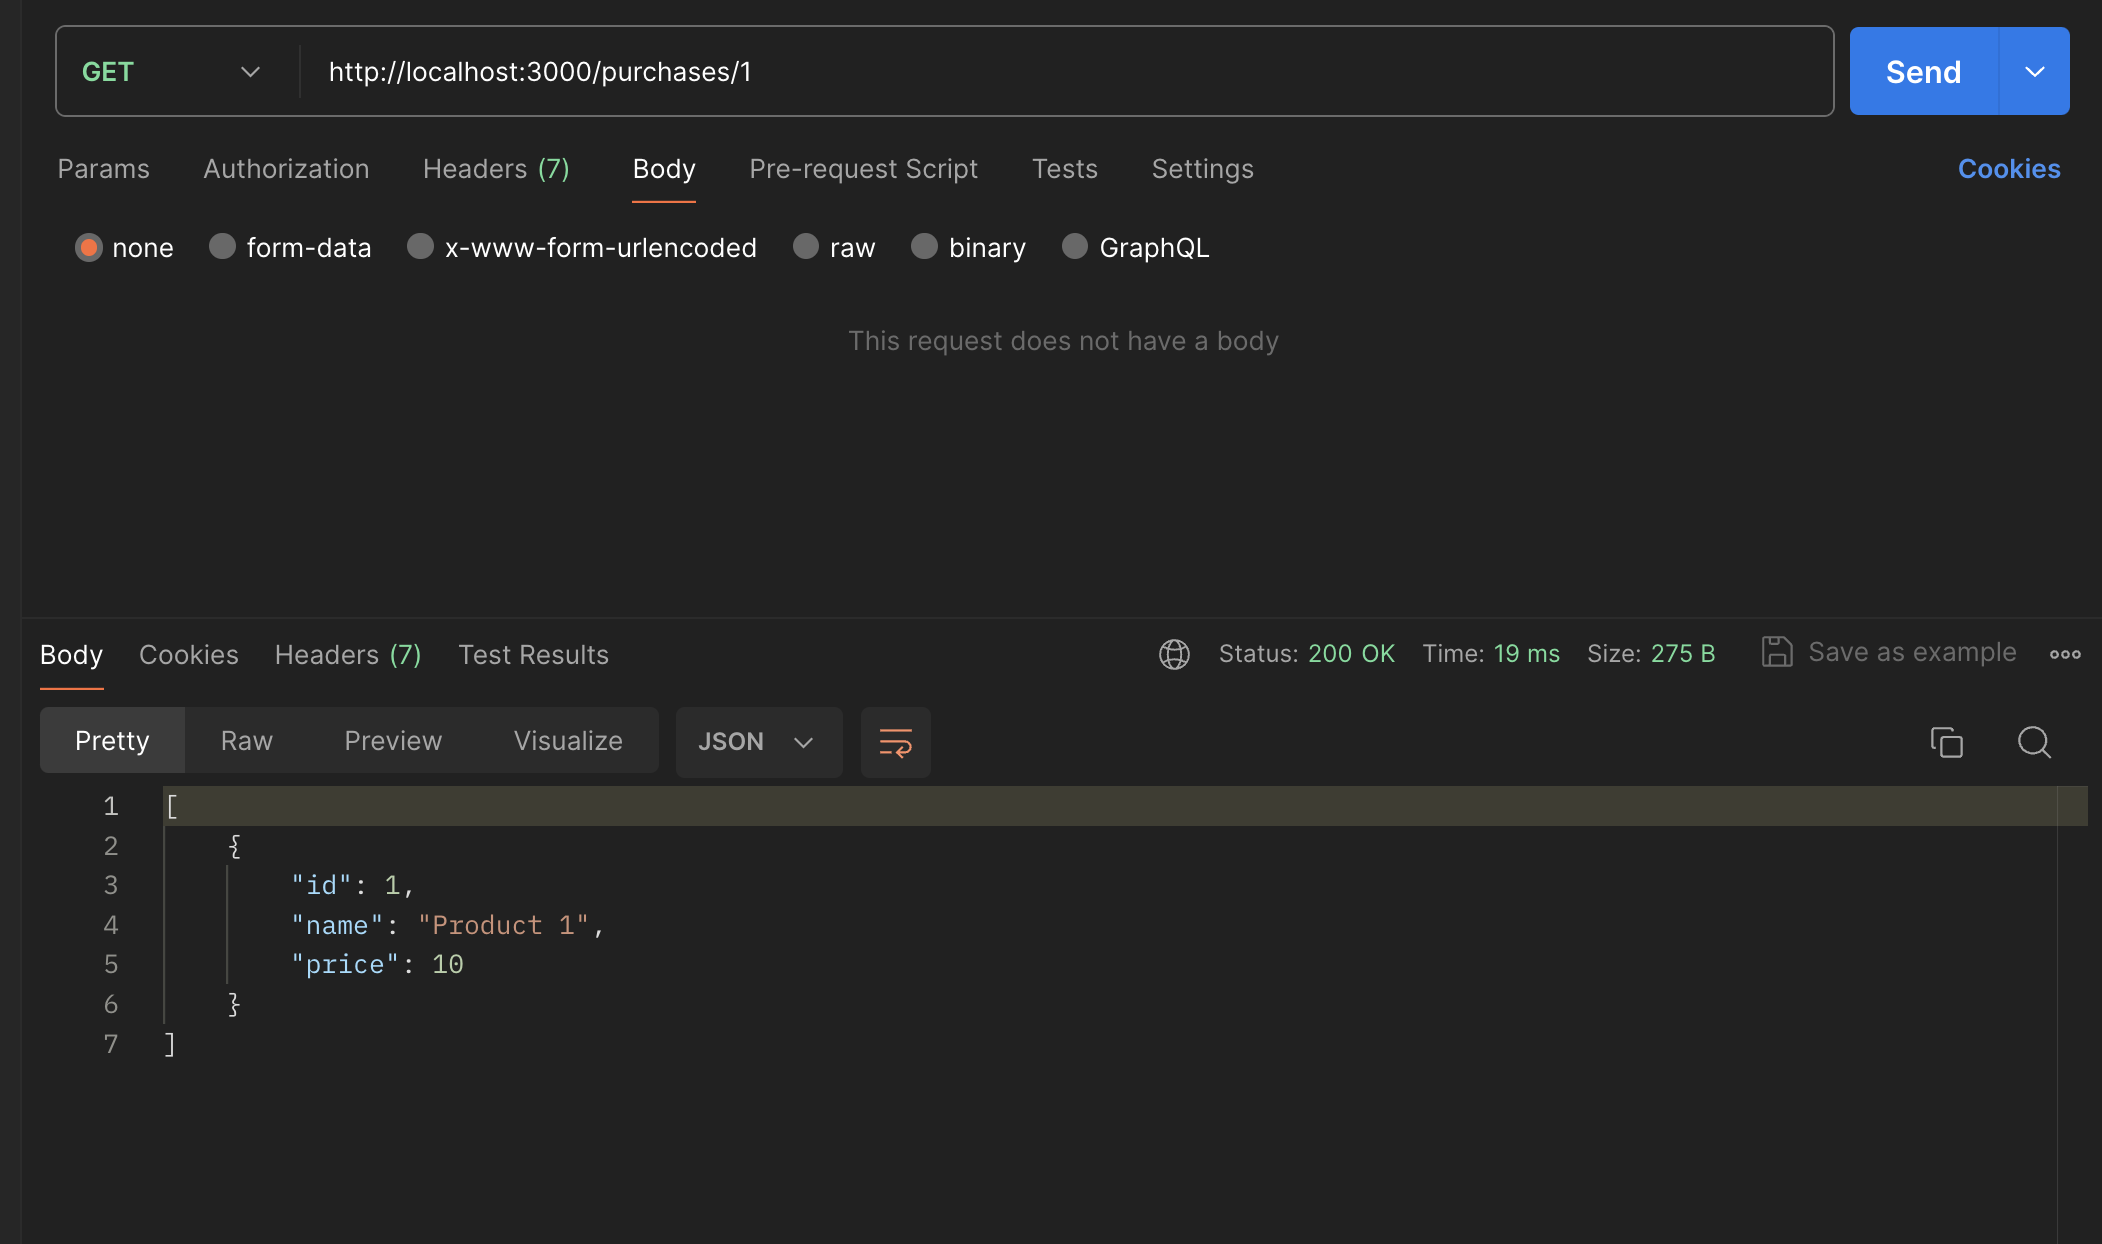 GET http://localhost:3000/purchases/1 Send
Params Authorization Headers (7) Body Pre-request Script Tests Settings Cookies
none form-data x-www-form-urlencoded raw binary GraphQL
This request does not have a body
Body Cookies Headers (7) Test Results Status: 200 OK Time: 19 ms Size: 275 B Save as example
Pretty Raw Preview Visualize JSON
1 [
2 {
3 "id": 1,
4 "name": "Product 1",
5 "price": 10
6 }
7 ]